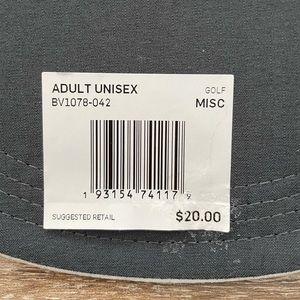 ADULT UNISEX GOLF
BV1078-042 MISC
1 93154 74117 9
SUGGESTED RETAIL $20.00